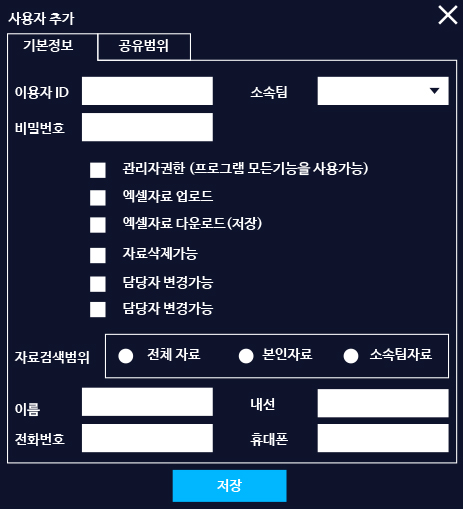 사용자 추가
기본정보 공유범위
이용자 ID 소속팀
비밀번호
관리자권한 (프로그램 모든기능을 사용가능)
엑셀자료 업로드
엑셀자료 다운로드(저장)
자료삭제가능
담당자 변경가능
담당자 변경가능
자료검색범위 전체 자료 본인자료 소속팀자료
이름 내선
전화번호 휴대폰
저장